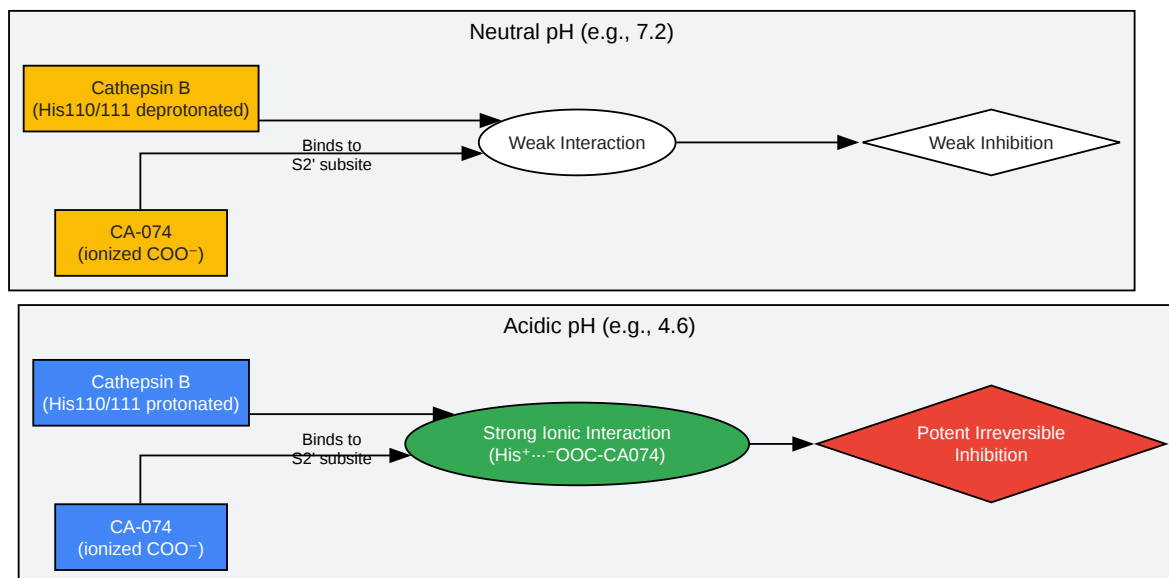 Neutral pH (e.g., 7.2)
Cathepsin B
(His110/111 deprotonated)
Binds to
S2' subsite
Weak Interaction
Weak Inhibition
CA-074
(ionized COO⁻)
Acidic pH (e.g., 4.6)
Cathepsin B
(His110/111 protonated)
Binds to
S2' subsite
Strong Ionic Interaction
(His⁺···⁻OOC-CA074)
Potent Irreversible
Inhibition
CA-074
(ionized COO⁻)